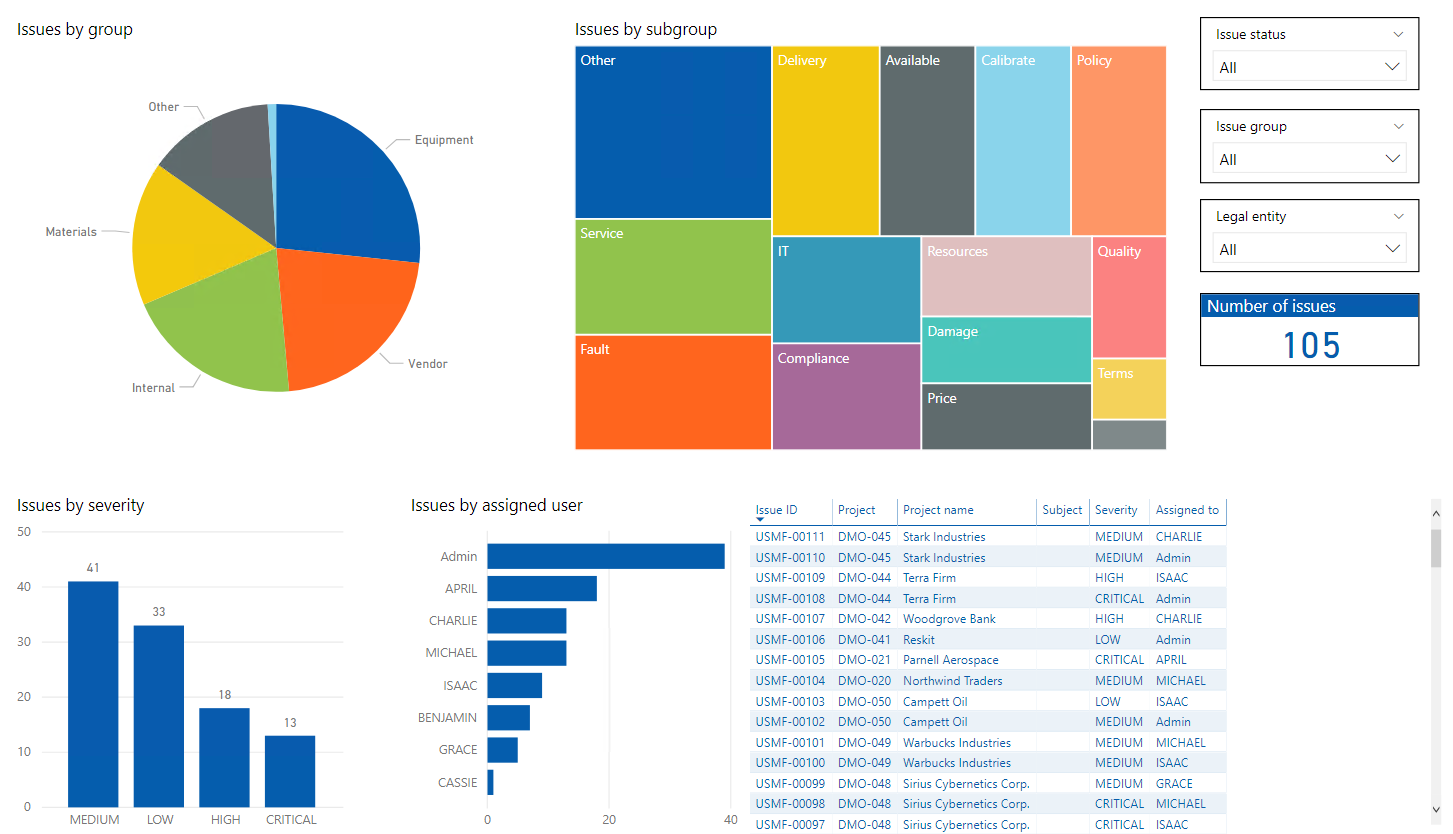 Issues by group
Other
Equipment
Materials
Internal
Vendor
Issues by subgroup
Other
Delivery
Available
Calibrate
Policy
Service
IT
Resources
Quality
Damage
Fault
Compliance
Terms
Price
Issue status
All
Issue group
All
Legal entity
All
Number of issues
105
Issues by severity
50
40
30
20
10
0
41
33
18
13
MEDIUM LOW HIGH CRITICAL
Issues by assigned user
Admin
APRIL
CHARLIE
MICHAEL
ISAAC
BENJAMIN
GRACE
CASSIE
0 20 40
Issue ID Project Project name Subject Severity Assigned to
USMF-00111 DMO-045 Stark Industries MEDIUM CHARLIE
USMF-00110 DMO-045 Stark Industries MEDIUM Admin
USMF-00109 DMO-044 Terra Firm HIGH ISAAC
USMF-00108 DMO-044 Terra Firm CRITICAL Admin
USMF-00107 DMO-042 Woodgrove Bank HIGH CHARLIE
USMF-00106 DMO-041 Reskit LOW Admin
USMF-00105 DMO-021 Parnell Aerospace CRITICAL APRIL
USMF-00104 DMO-020 Northwind Traders MEDIUM MICHAEL
USMF-00103 DMO-050 Campett Oil LOW ISAAC
USMF-00102 DMO-050 Campett Oil MEDIUM Admin
USMF-00101 DMO-049 Warbucks Industries MEDIUM MICHAEL
USMF-00100 DMO-049 Warbucks Industries MEDIUM ISAAC
USMF-00099 DMO-048 Sirius Cybernetics Corp. MEDIUM GRACE
USMF-00098 DMO-048 Sirius Cybernetics Corp. CRITICAL MICHAEL
USMF-00097 DMO-048 Sirius Cybernetics Corp. CRITICAL ISAAC